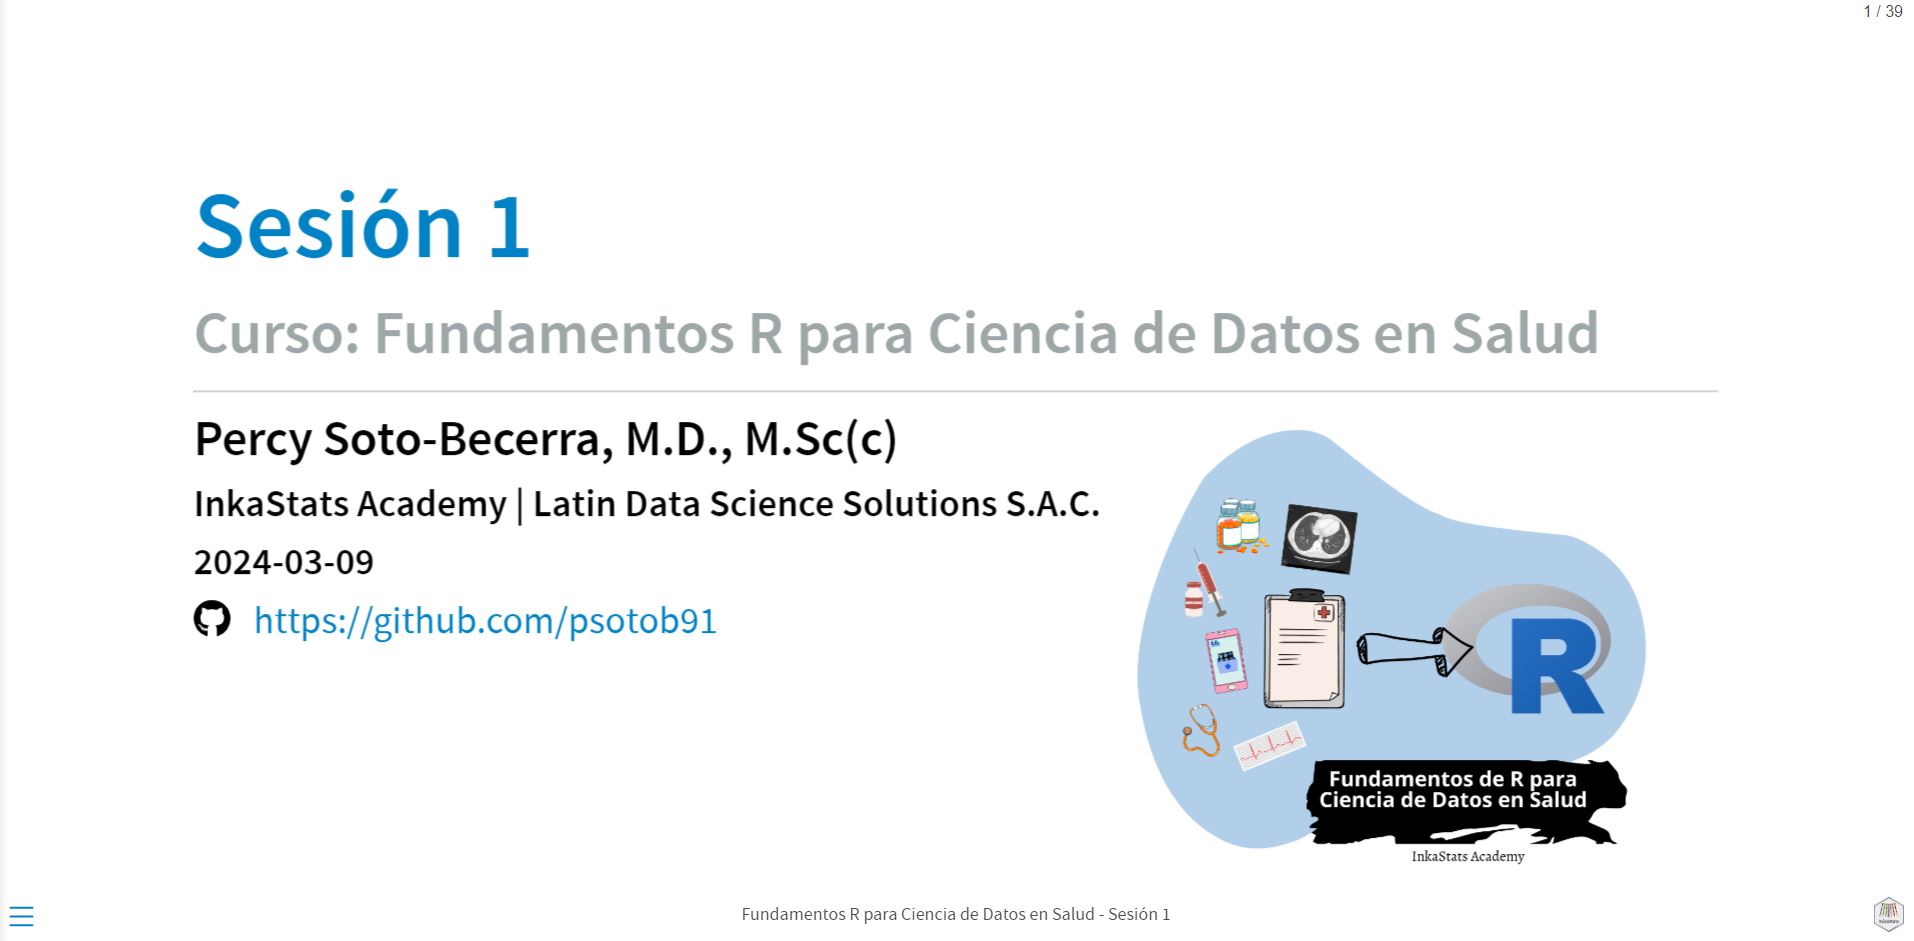 1 / 39
Sesión 1
Curso: Fundamentos R para Ciencia de Datos en Salud
Percy Soto-Becerra, M.D., M.Sc(c)
InkaStats Academy | Latin Data Science Solutions S.A.C.
2024-03-09
https://github.com/psotob91
R
Fundamentos de R para
Ciencia de Datos en Salud
InkaStats Academy
Fundamentos R para Ciencia de Datos en Salud - Sesión 1